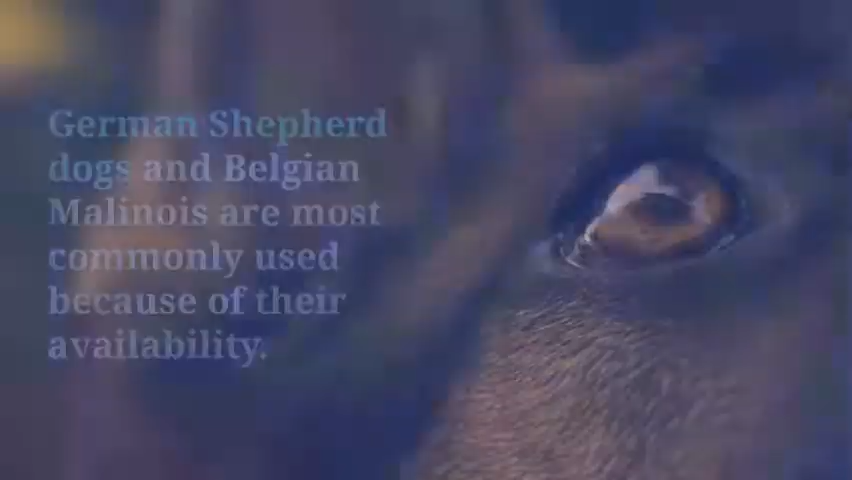 German Shepherd
dogs and Belgian
Malinois are most
commonly used
because of their
availability.